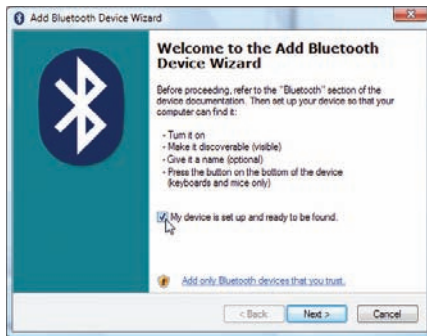 Add Bluetooth Device Wizard
Welcome to the Add Bluetooth
Device Wizard
Before proceeding, refer to the "Bluetooth" section of the
device documentation. Then set up your device so that your
computer can find it:
- Turn it on
- Make it discoverable (visible)
- Give it a name (optional)
- Press the button on the bottom of the device
(keyboards and mice only)
My device is set up and ready to be found.
Add only Bluetooth devices that you trust.
< Back Next > Cancel